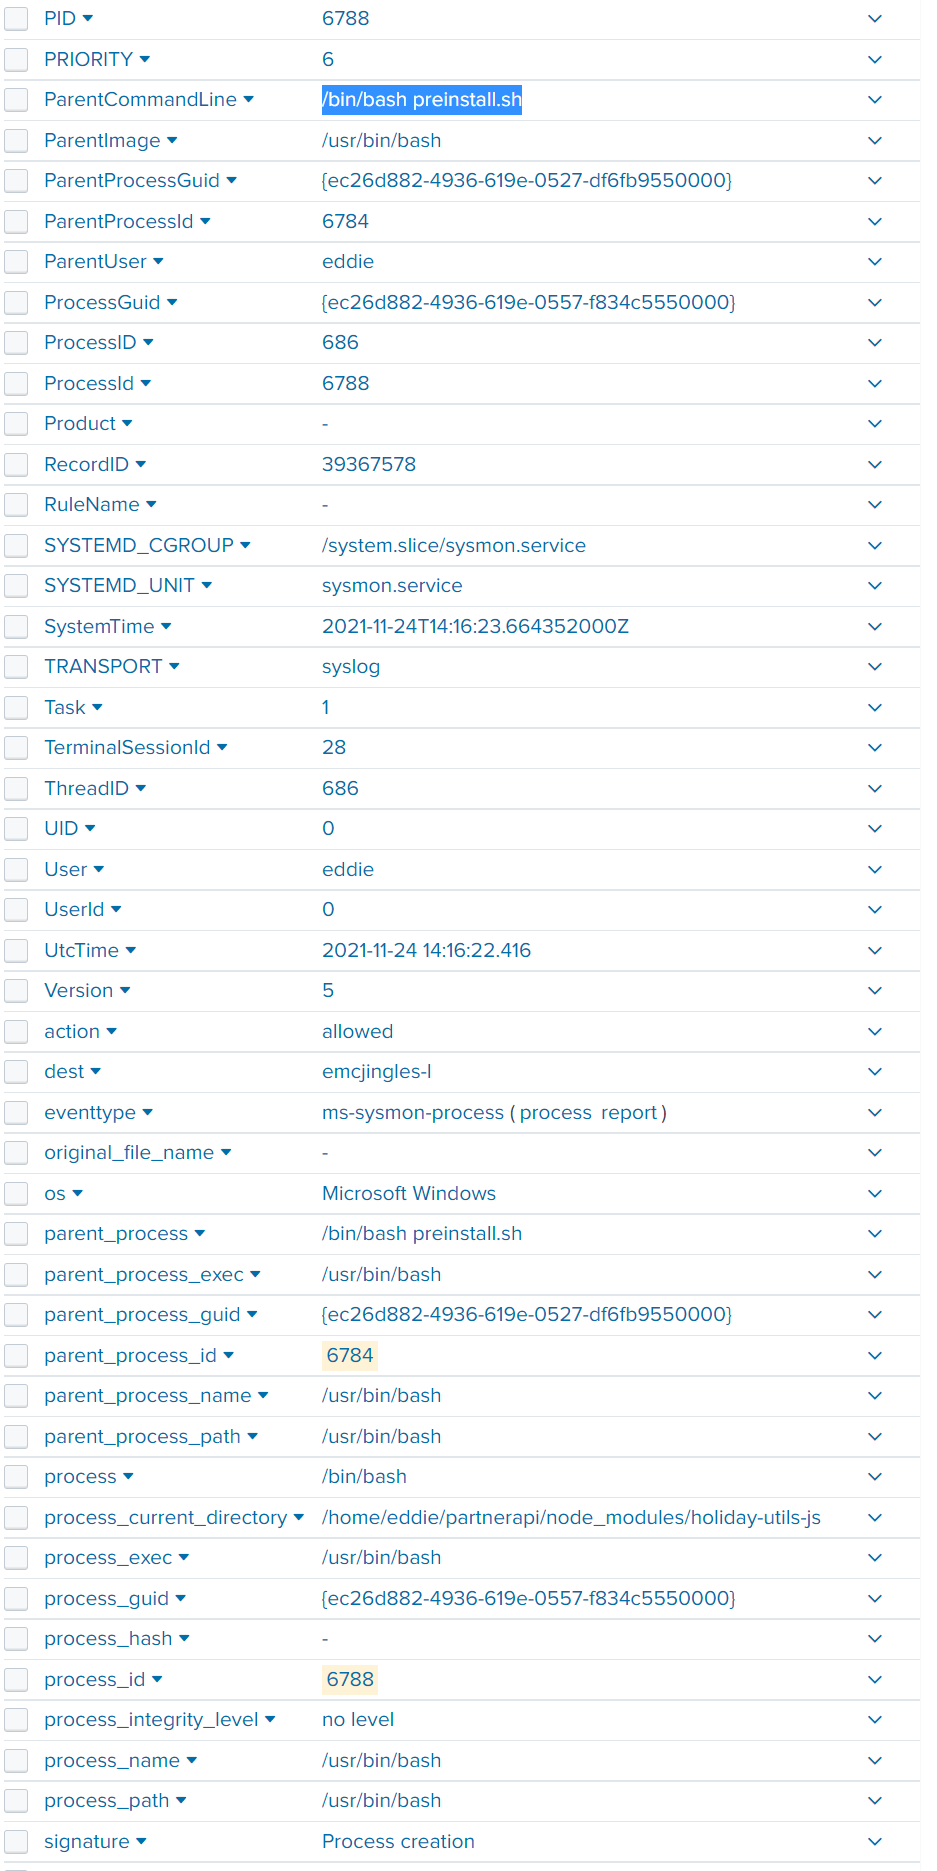 PID 6788
PRIORITY 6
ParentCommandLine /bin/bash preinstall.sh
ParentImage /usr/bin/bash
ParentProcessGuid {ec26d882-4936-619e-0527-df6fb9550000}
ParentProcessId 6784
ParentUser eddie
ProcessGuid {ec26d882-4936-619e-0557-f834c5550000}
ProcessID 686
ProcessId 6788
Product -
RecordID 39367578
RuleName -
SYSTEMD_CGROUP /system.slice/sysmon.service
SYSTEMD_UNIT sysmon.service
SystemTime 2021-11-24T14:16:23.664352000Z
TRANSPORT syslog
Task 1
TerminalSessionId 28
ThreadID 686
UID 0
User eddie
UserId 0
UtcTime 2021-11-24 14:16:22.416
Version 5
action allowed
dest emcjingles-l
eventtype ms-sysmon-process ( process report )
original_file_name -
os Microsoft Windows
parent_process /bin/bash preinstall.sh
parent_process_exec /usr/bin/bash
parent_process_guid {ec26d882-4936-619e-0527-df6fb9550000}
parent_process_id 6784
parent_process_name /usr/bin/bash
parent_process_path /usr/bin/bash
process /bin/bash
process_current_directory /home/eddie/partnerapi/node_modules/holiday-utils-js
process_exec /usr/bin/bash
process_guid {ec26d882-4936-619e-0557-f834c5550000}
process_hash -
process_id 6788
process_integrity_level no level
process_name /usr/bin/bash
process_path /usr/bin/bash
signature Process creation